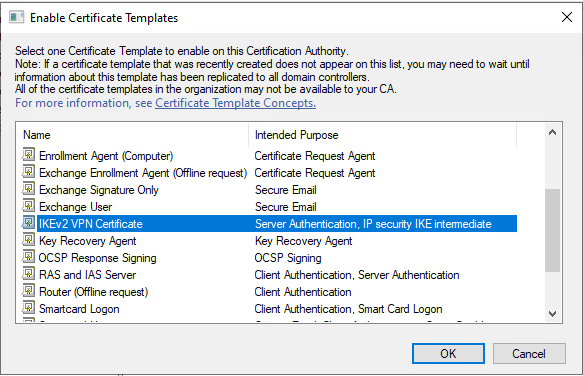 Enable Certificate Templates
Select one Certificate Template to enable on this Certification Authority.
Note: If a certificate template that was recently created does not appear on this list, you may need to wait until
information about this template has been replicated to all domain controllers.
All of the certificate templates in the organization may not be available to your CA.
For more information, see Certificate Template Concepts.
Name Intended Purpose
Enrollment Agent (Computer) Certificate Request Agent
Exchange Enrollment Agent (Offline request) Certificate Request Agent
Exchange Signature Only Secure Email
Exchange User Secure Email
IKEv2 VPN Certificate Server Authentication, IP security IKE intermediate
Key Recovery Agent Key Recovery Agent
OCSP Response Signing OCSP Signing
RAS and IAS Server Client Authentication, Server Authentication
Router (Offline request) Client Authentication
Smartcard Logon Client Authentication, Smart Card Logon
OK Cancel